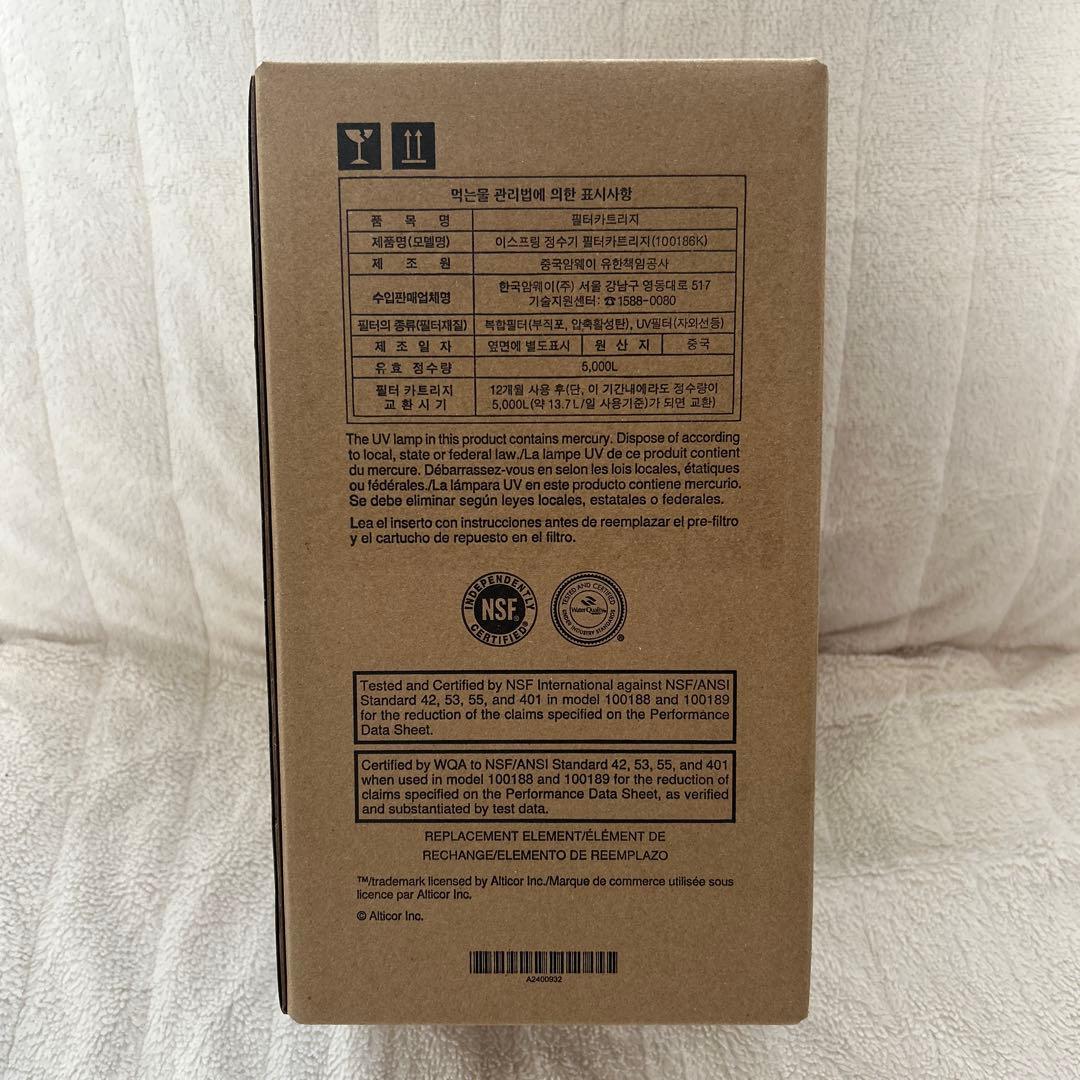 먹는물 관리법에 의한 표시사항
품 목 명 필터카트리지
제품명(모델명) 이스프링 정수기 필터카트리지(100186K)
제 조 원 중국암웨이 유한책임공사
수입판매업체명 한국암웨이(주) 서울 강남구 영동대로 517
기술지원센터: ☎1588-0080
필터의 종류(필터재질) 복합필터(부직포, 압축활성탄), UV필터(자외선등)
제 조 일 자 옆면에 별도표시 원 산 지 중국
유효 정수량 5,000L
필터 카트리지 12개월 사용 후(단, 이 기간내에라도 정수량이
교 환 시 기 5,000L(약 13.7L/일 사용기준)가 되면 교환)
The UV lamp in this product contains mercury. Dispose of according
to local, state or federal law./La lampe UV de ce produit contient
du mercure. Débarrassez-vous en selon les lois locales, étatiques
ou fédérales./La lámpara UV en este producto contiene mercurio.
Se debe eliminar según leyes locales, estatales o federales.
Lea el inserto con instrucciones antes de reemplazar el pre-filtro
y el cartucho de repuesto en el filtro.
INDEPENDENTLY
NSF®
CERTIFIED®
TESTED AND CERTIFIED
WaterQuality
UNDER INDUSTRY STANDARDS
®
Tested and Certified by NSF International against NSF/ANSI
Standard 42, 53, 55, and 401 in model 100188 and 100189
for the reduction of the claims specified on the Performance
Data Sheet.
Certified by WQA to NSF/ANSI Standard 42, 53, 55, and 401
when used in model 100188 and 100189 for the reduction of
claims specified on the Performance Data Sheet, as verified
and substantiated by test data.
REPLACEMENT ELEMENT/ÉLÉMENT DE
RECHANGE/ELEMENTO DE REEMPLAZO
™/trademark licensed by Alticor Inc./Marque de commerce utilisée sous
licence par Alticor Inc.
© Alticor Inc.
A2400932